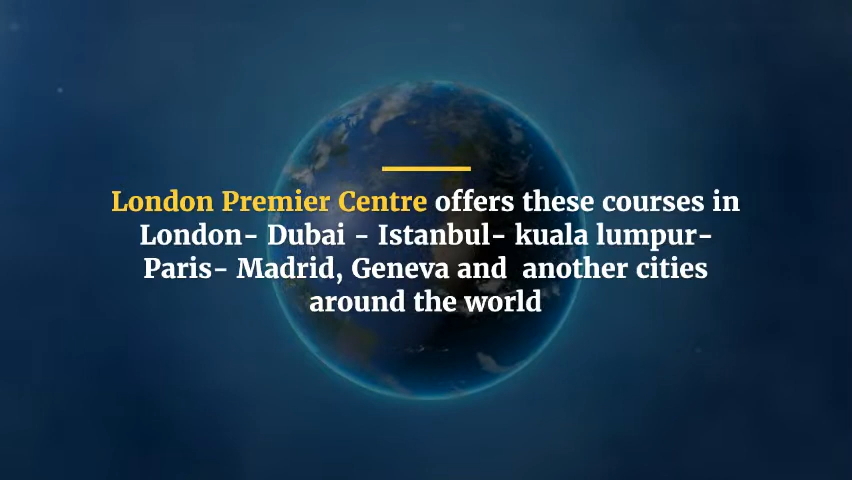 London Premier Centre offers these courses in
London- Dubai - Istanbul- kuala lumpur-
Paris- Madrid, Geneva and  another cities
around the world